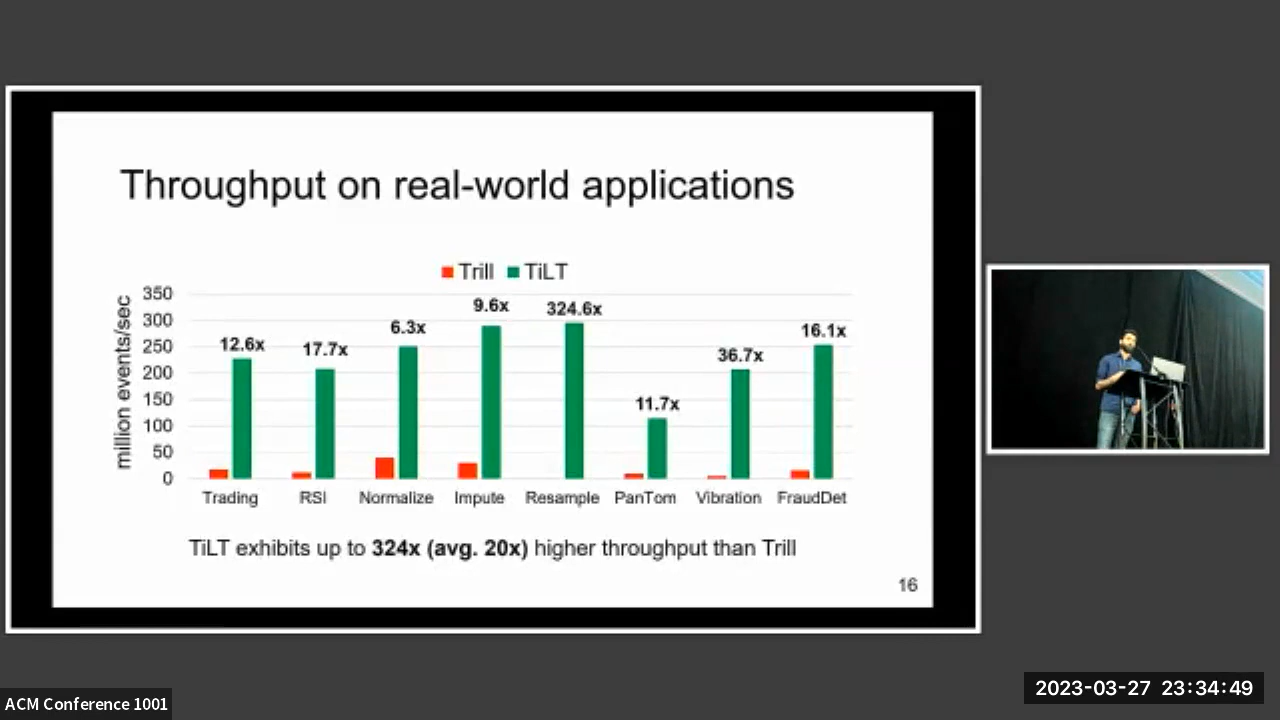 Throughput on real-world applications
Trill TiLT
million events/sec
350
300
250
200
150
100
50
0
12.6x
17.7x
6.3x
9.6x
324.6x
11.7x
36.7x
16.1x
Trading RSI Normalize Impute Resample PanTom Vibration FraudDet
TiLT exhibits up to 324x (avg. 20x) higher throughput than Trill
16
ACM Conference 1001
2023-03-27 23:34:49